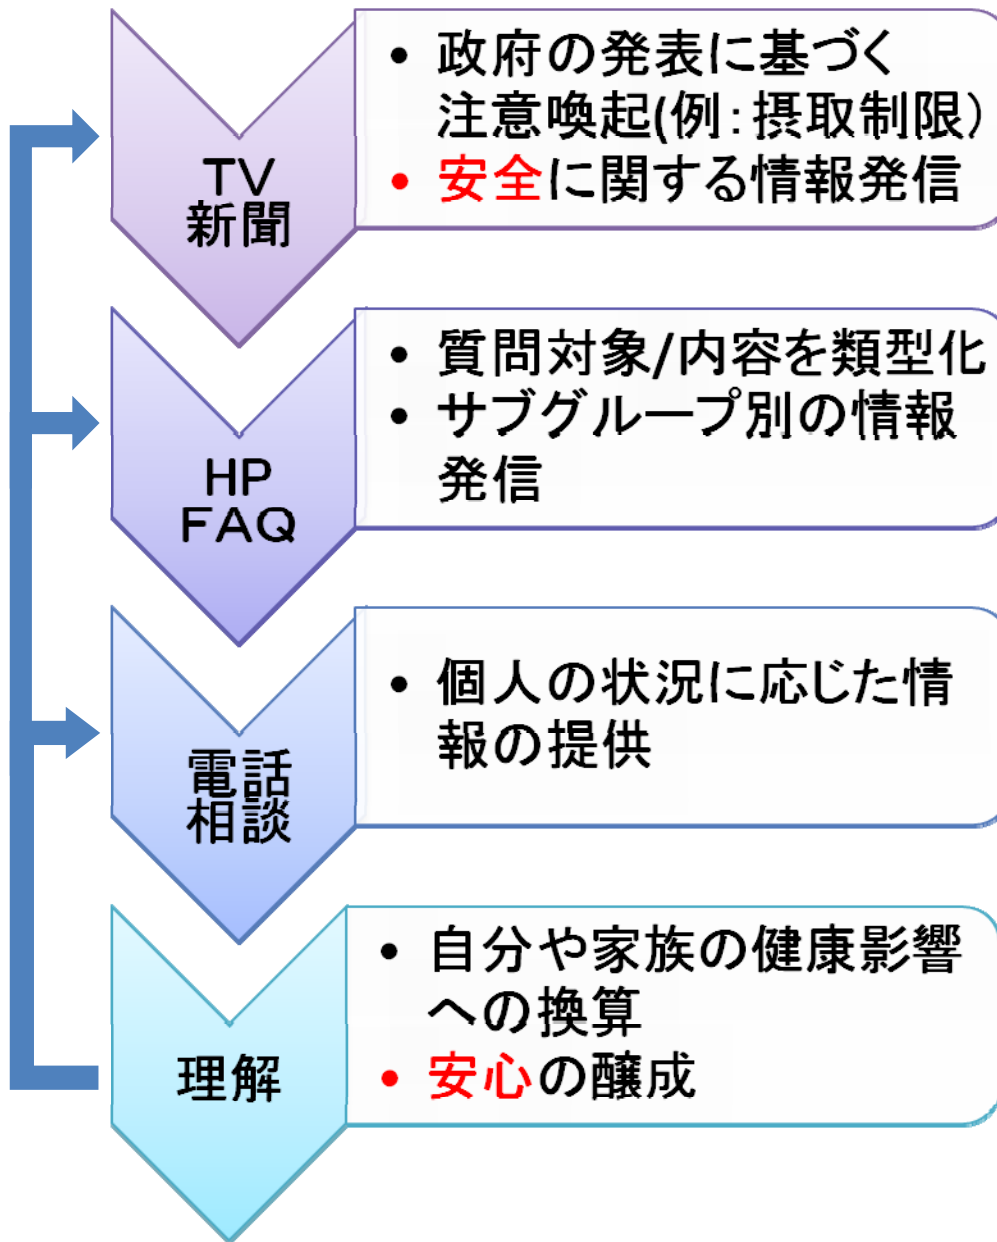 TV
新聞
• 政府の発表に基づく
注意喚起(例：摂取制限）
• 安全に関する情報発信
HP
FAQ
• 質問対象/内容を類型化
• サブグループ別の情報
発信
電話
相談
• 個人の状況に応じた情
報の提供
理解
• 自分や家族の健康影響
への換算
• 安心の醸成